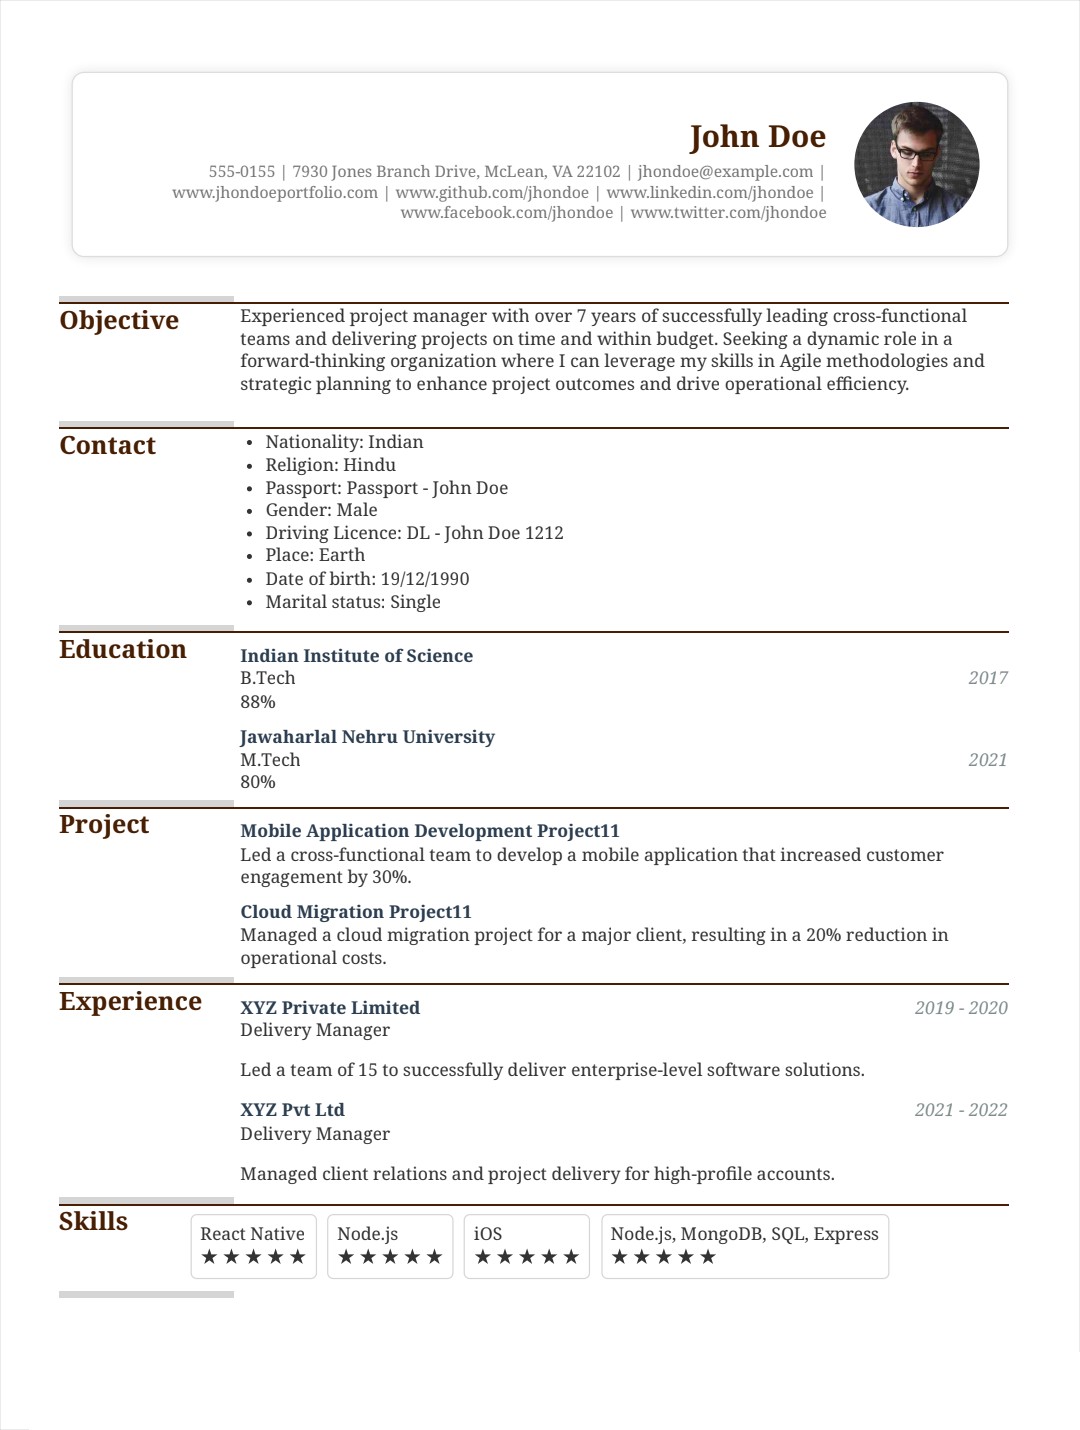 John Doe
555-0155 | 7930 Jones Branch Drive, McLean, VA 22102 | jhondoe@example.com |
www.jhondoeportfolio.com | www.github.com/jhondoe | www.linkedin.com/jhondoe |
www.facebook.com/jhondoe | www.twitter.com/jhondoe
Objective
Experienced project manager with over 7 years of successfully leading cross-functional
teams and delivering projects on time and within budget. Seeking a dynamic role in a
forward-thinking organization where I can leverage my skills in Agile methodologies and
strategic planning to enhance project outcomes and drive operational efficiency.
Contact
• Nationality: Indian
• Religion: Hindu
• Passport: Passport - John Doe
• Gender: Male
• Driving Licence: DL - John Doe 1212
• Place: Earth
• Date of birth: 19/12/1990
• Marital status: Single
Education
Indian Institute of Science
B.Tech 2017
88%
Jawaharlal Nehru University
M.Tech 2021
80%
Project
Mobile Application Development Project11
Led a cross-functional team to develop a mobile application that increased customer
engagement by 30%.
Cloud Migration Project11
Managed a cloud migration project for a major client, resulting in a 20% reduction in
operational costs.
Experience
XYZ Private Limited 2019 - 2020
Delivery Manager
Led a team of 15 to successfully deliver enterprise-level software solutions.
XYZ Pvt Ltd 2021 - 2022
Delivery Manager
Managed client relations and project delivery for high-profile accounts.
Skills
React Native
★★★★★
Node.js
★★★★★
iOS
★★★★★
Node.js, MongoDB, SQL, Express
★★★★★